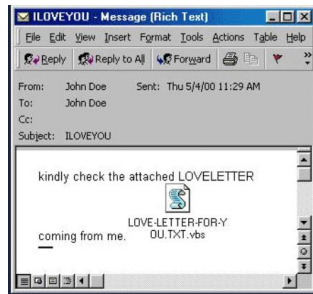 ILOVEYOU - Message (Rich Text)
File Edit View Insert Format Tools Actions Table Help
Reply Reply to All Forward
From: John Doe Sent: Thu 5/4/00 11:29 AM
To: John Doe
Cc:
Subject: ILOVEYOU
kindly check the attached LOVELETTER
LOVE-LETTER-FOR-Y
coming from me. OU.TXT.vbs